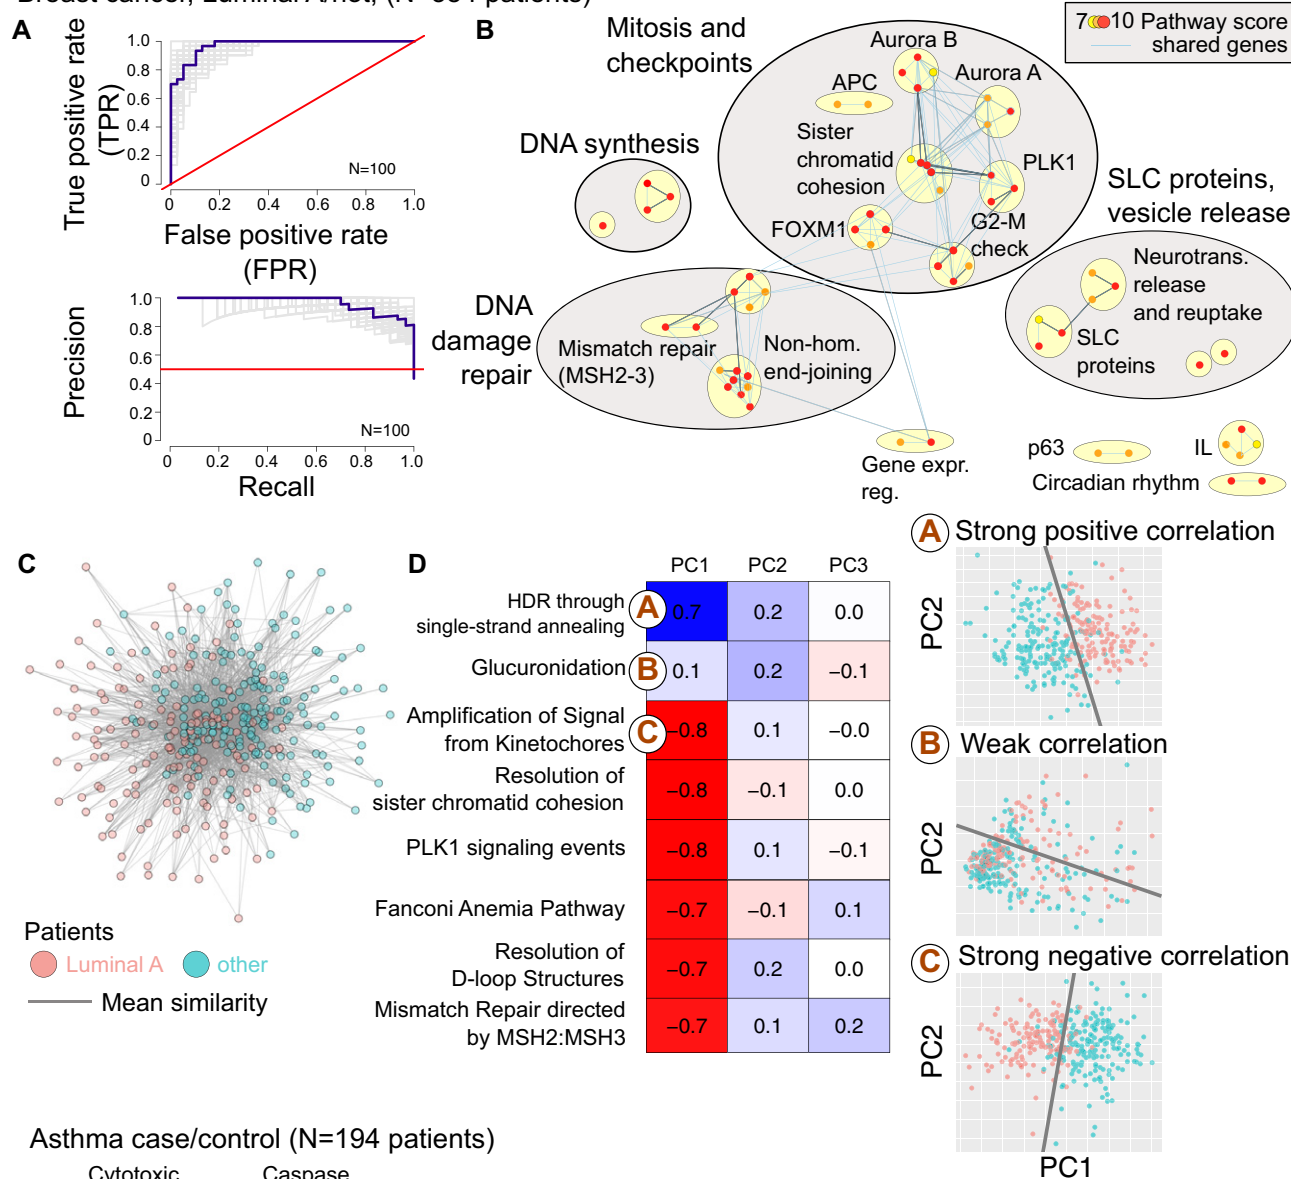 A
True positive rate
(TPR)
1.0
0.8
0.6
0.4
0.2
0
N=100
0
0.2
0.4
0.6
0.8
1.0
False positive rate
(FPR)
Precision
1.0
0.8
0.6
0.4
0.2
0
N=100
0
0.2
0.4
0.6
0.8
1.0
Recall
B
7 10 Pathway score
shared genes
Mitosis and
checkpoints
Aurora B
Aurora A
APC
Sister
chromatid
cohesion
PLK1
FOXM1
G2-M
check
DNA synthesis
SLC proteins,
vesicle release
Neurotrans.
release
and reuptake
SLC
proteins
DNA
damage
repair
Mismatch repair
(MSH2-3)
Non-hom.
end-joining
Gene expr.
reg.
p63
IL
Circadian rhythm
C
Patients
Luminal A
other
Mean similarity
D
PC1 PC2 PC3
HDR through
single-strand annealing
A
0.7 0.2 0.0
Glucuronidation
B
0.1 0.2 −0.1
Amplification of Signal
from Kinetochores
C
−0.8 0.1 −0.0
Resolution of
sister chromatid cohesion
−0.8 −0.1 0.0
PLK1 signaling events
−0.8 0.1 −0.1
Fanconi Anemia Pathway
−0.7 −0.1 0.1
Resolution of
D-loop Structures
−0.7 0.2 0.0
Mismatch Repair directed
by MSH2:MSH3
−0.7 0.1 0.2
A Strong positive correlation
PC2
B Weak correlation
PC2
C Strong negative correlation
PC2
PC1
Asthma case/control (N=194 patients)
Cytotoxic Caspase